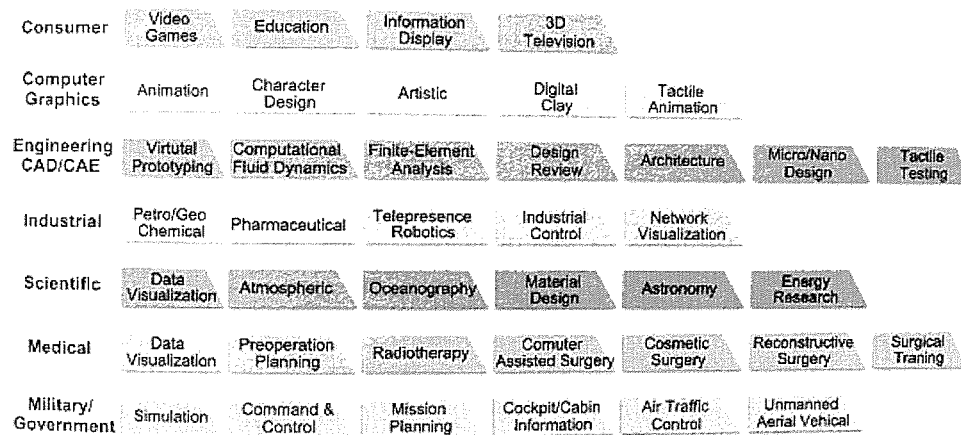 Consumer
Video Games
Education
Information Display
3D Television
Computer Graphics
Animation
Character Design
Artistic
Digital Clay
Tactile Animation
Engineering CAD/CAE
Virtutal Prototyping
Computational Fluid Dynamics
Finite-Element Analysis
Design Review
Architecture
Micro/Nano Design
Tactile Testing
Industrial
Petro/Geo Chemical
Pharmaceutical
Telepresence Robotics
Industrial Control
Network Visualization
Scientific
Data Visualization
Atmospheric
Oceanography
Material Design
Astronomy
Energy Research
Medical
Data Visualization
Preoperation Planning
Radiotherapy
Comuter Assisted Surgery
Cosmetic Surgery
Reconstructive Surgery
Surgical Traning
Military/ Government
Simulation
Command & Control
Mission Planning
Cockpit/Cabin Information
Air Traffic Control
Unmanned Aerial Vehical